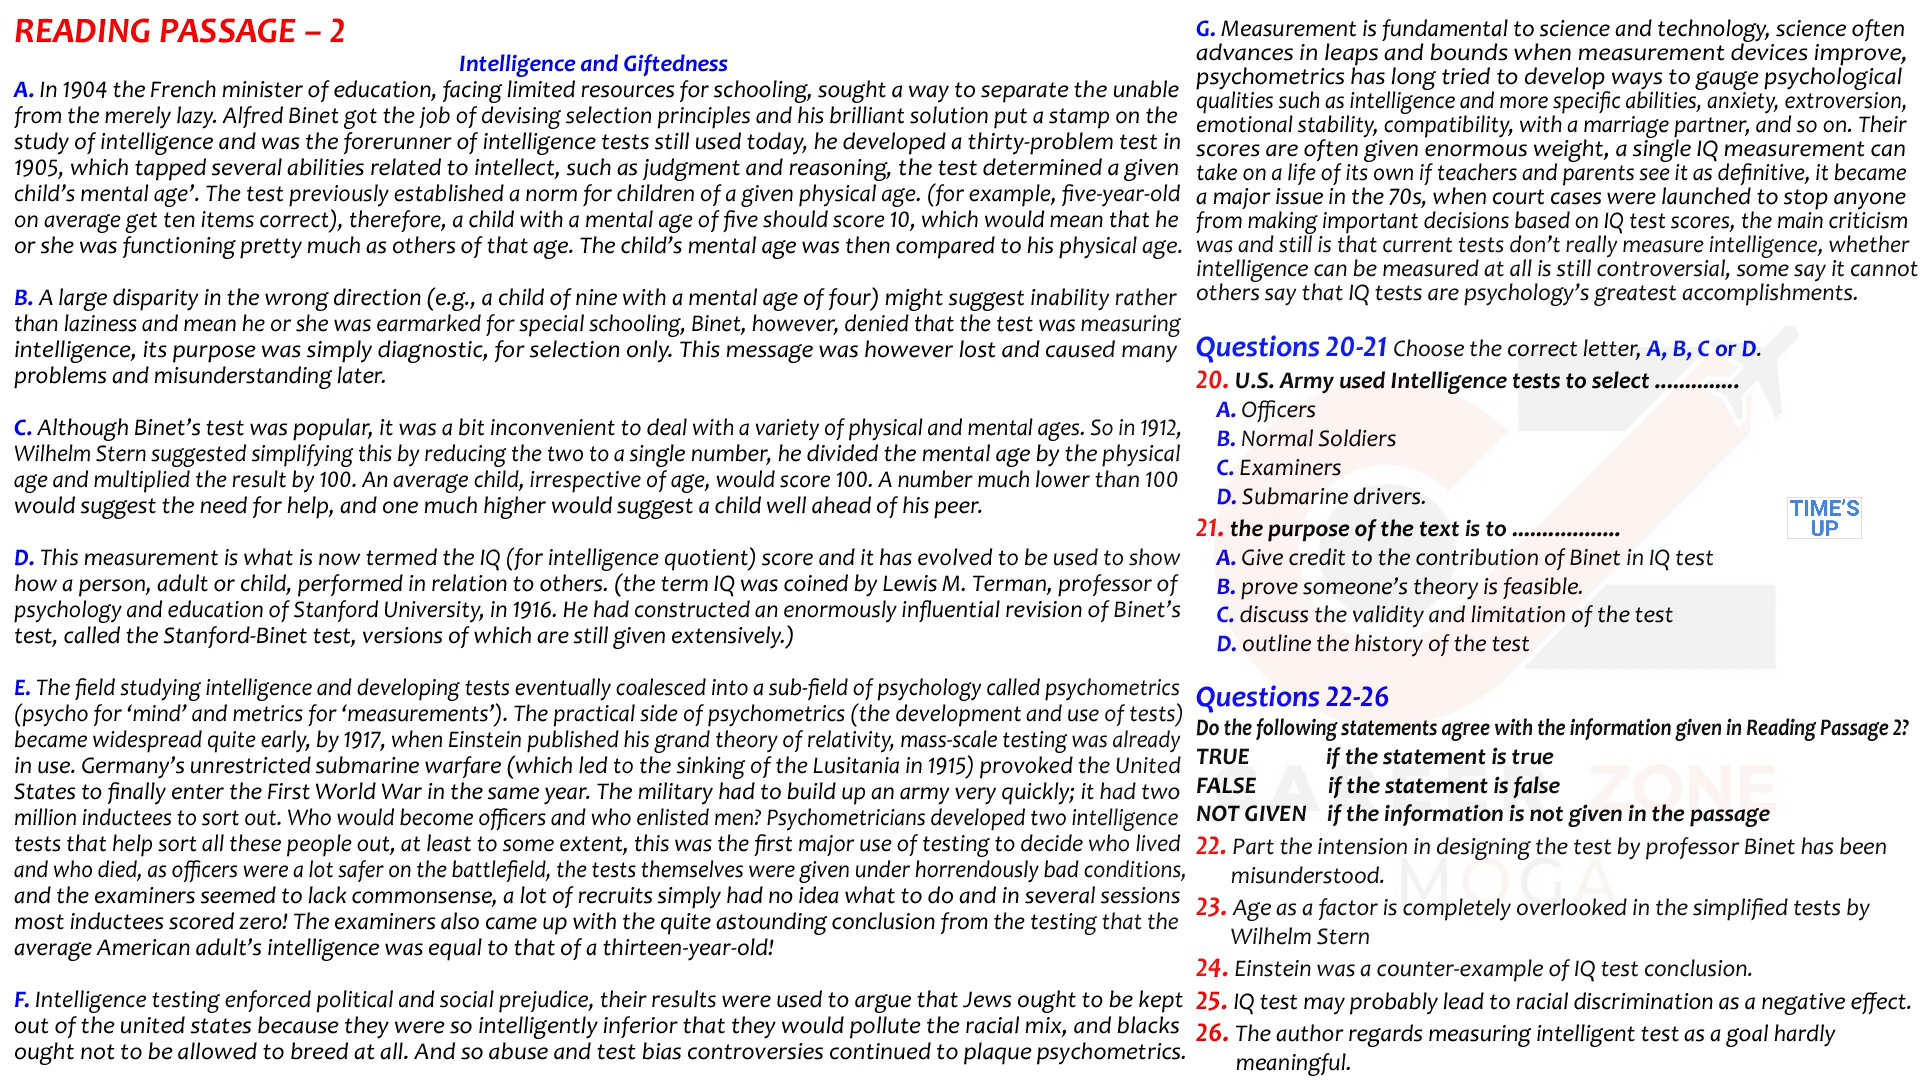 READING PASSAGE – 2
Intelligence and Giftedness
A. In 1904 the French minister of education, facing limited resources for schooling, sought a way to separate the unable
from the merely lazy. Alfred Binet got the job of devising selection principles and his brilliant solution put a stamp on the
study of intelligence and was the forerunner of intelligence tests still used today, he developed a thirty-problem test in
1905, which tapped several abilities related to intellect, such as judgment and reasoning, the test determined a given
child's mental age'. The test previously established a norm for children of a given physical age. (for example, five-year-old
on average get ten items correct), therefore, a child with a mental age of five should score 10, which would mean that he
or she was functioning pretty much as others of that age. The child's mental age was then compared to his physical age.
B. A large disparity in the wrong direction (e.g., a child of nine with a mental age of four) might suggest inability rather
than laziness and mean he or she was earmarked for special schooling, Binet, however, denied that the test was measuring
intelligence, its purpose was simply diagnostic, for selection only. This message was however lost and caused many
problems and misunderstanding later.
C. Although Binet's test was popular, it was a bit inconvenient to deal with a variety of physical and mental ages. So in 1912,
Wilhelm Stern suggested simplifying this by reducing the two to a single number, he divided the mental age by the physical
age and multiplied the result by 100. An average child, irrespective of age, would score 100. A number much lower than 100
would suggest the need for help, and one much higher would suggest a child well ahead of his peer.
D. This measurement is what is now termed the IQ (for intelligence quotient) score and it has evolved to be used to show
how a person, adult or child, performed in relation to others. (the term IQ was coined by Lewis M. Terman, professor of
psychology and education of Stanford University, in 1916. He had constructed an enormously influential revision of Binet's
test, called the Stanford-Binet test, versions of which are still given extensively.)
E. The field studying intelligence and developing tests eventually coalesced into a sub-field of psychology called psychometrics
(psycho for 'mind' and metrics for 'measurements'). The practical side of psychometrics (the development and use of tests)
became widespread quite early, by 1917, when Einstein published his grand theory of relativity, mass-scale testing was already
in use. Germany's unrestricted submarine warfare (which led to the sinking of the Lusitania in 1915) provoked the United
States to finally enter the First World War in the same year. The military had to build up an army very quickly; it had two
million inductees to sort out. Who would become officers and who enlisted men? Psychometricians developed two intelligence
tests that help sort all these people out, at least to some extent, this was the first major use of testing to decide who lived
and who died, as officers were a lot safer on the battlefield, the tests themselves were given under horrendously bad conditions,
and the examiners seemed to lack commonsense, a lot of recruits simply had no idea what to do and in several sessions
most inductees scored zero! The examiners also came up with the quite astounding conclusion from the testing that the
average American adult's intelligence was equal to that of a thirteen-year-old!
F. Intelligence testing enforced political and social prejudice, their results were used to argue that Jews ought to be kept
out of the united states because they were so intelligently inferior that they would pollute the racial mix, and blacks
ought not to be allowed to breed at all. And so abuse and test bias controversies continued to plaque psychometrics.
G. Measurement is fundamental to science and technology, science often
advances in leaps and bounds when measurement devices improve,
psychometrics has long tried to develop ways to gauge psychological
qualities such as intelligence and more specific abilities, anxiety, extroversion,
emotional stability, compatibility, with a marriage partner, and so on. Their
scores are often given enormous weight, a single IQ measurement can
take on a life of its own if teachers and parents see it as definitive, it became
a major issue in the 70s, when court cases were launched to stop anyone
from making important decisions based on IQ test scores, the main criticism
was and still is that current tests don't really measure intelligence, whether
intelligence can be measured at all is still controversial, some say it cannot
others say that IQ tests are psychology's greatest accomplishments.
Questions 20-21 Choose the correct letter, A, B, C or D.
20. U.S. Army used Intelligence tests to select ..............
A. Officers
B. Normal Soldiers
C. Examiners
D. Submarine drivers.
TIME'S
UP
21. the purpose of the text is to ..................
A. Give credit to the contribution of Binet in IQ test
B. prove someone's theory is feasible.
C. discuss the validity and limitation of the test
D. outline the history of the test
Questions 22-26
Do the following statements agree with the information given in Reading Passage 2?
TRUE if the statement is true
FALSE if the statement is false
NOT GIVEN if the information is not given in the passage
22. Part the intension in designing the test by professor Binet has been
misunderstood.
23. Age as a factor is completely overlooked in the simplified tests by
Wilhelm Stern
24. Einstein was a counter-example of IQ test conclusion.
25. IQ test may probably lead to racial discrimination as a negative effect.
26. The author regards measuring intelligent test as a goal hardly
meaningful.
CAREER ZONE
MOGA